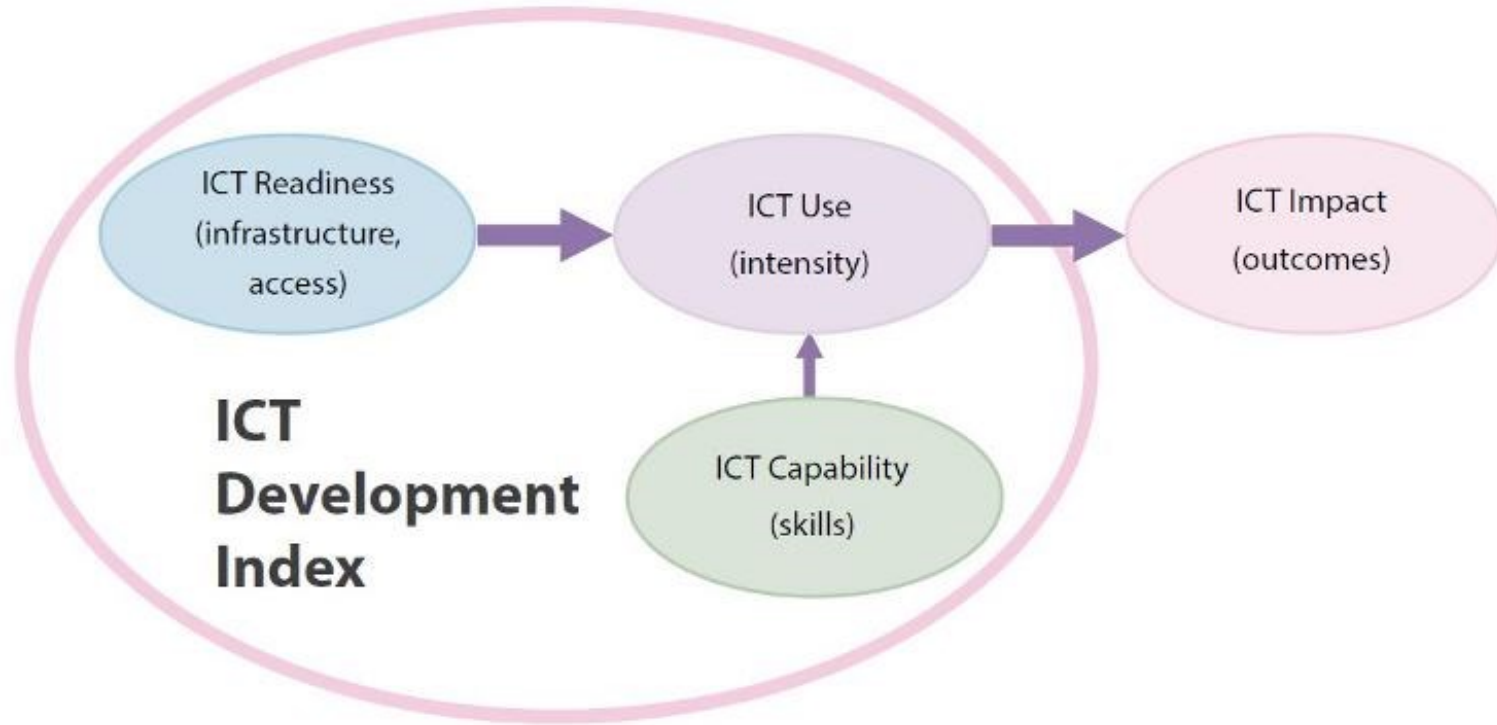 ICT Readiness
(infrastructure,
access)
ICT Use
(intensity)
ICT Impact
(outcomes)
ICT
Development
Index
ICT Capability
(skills)